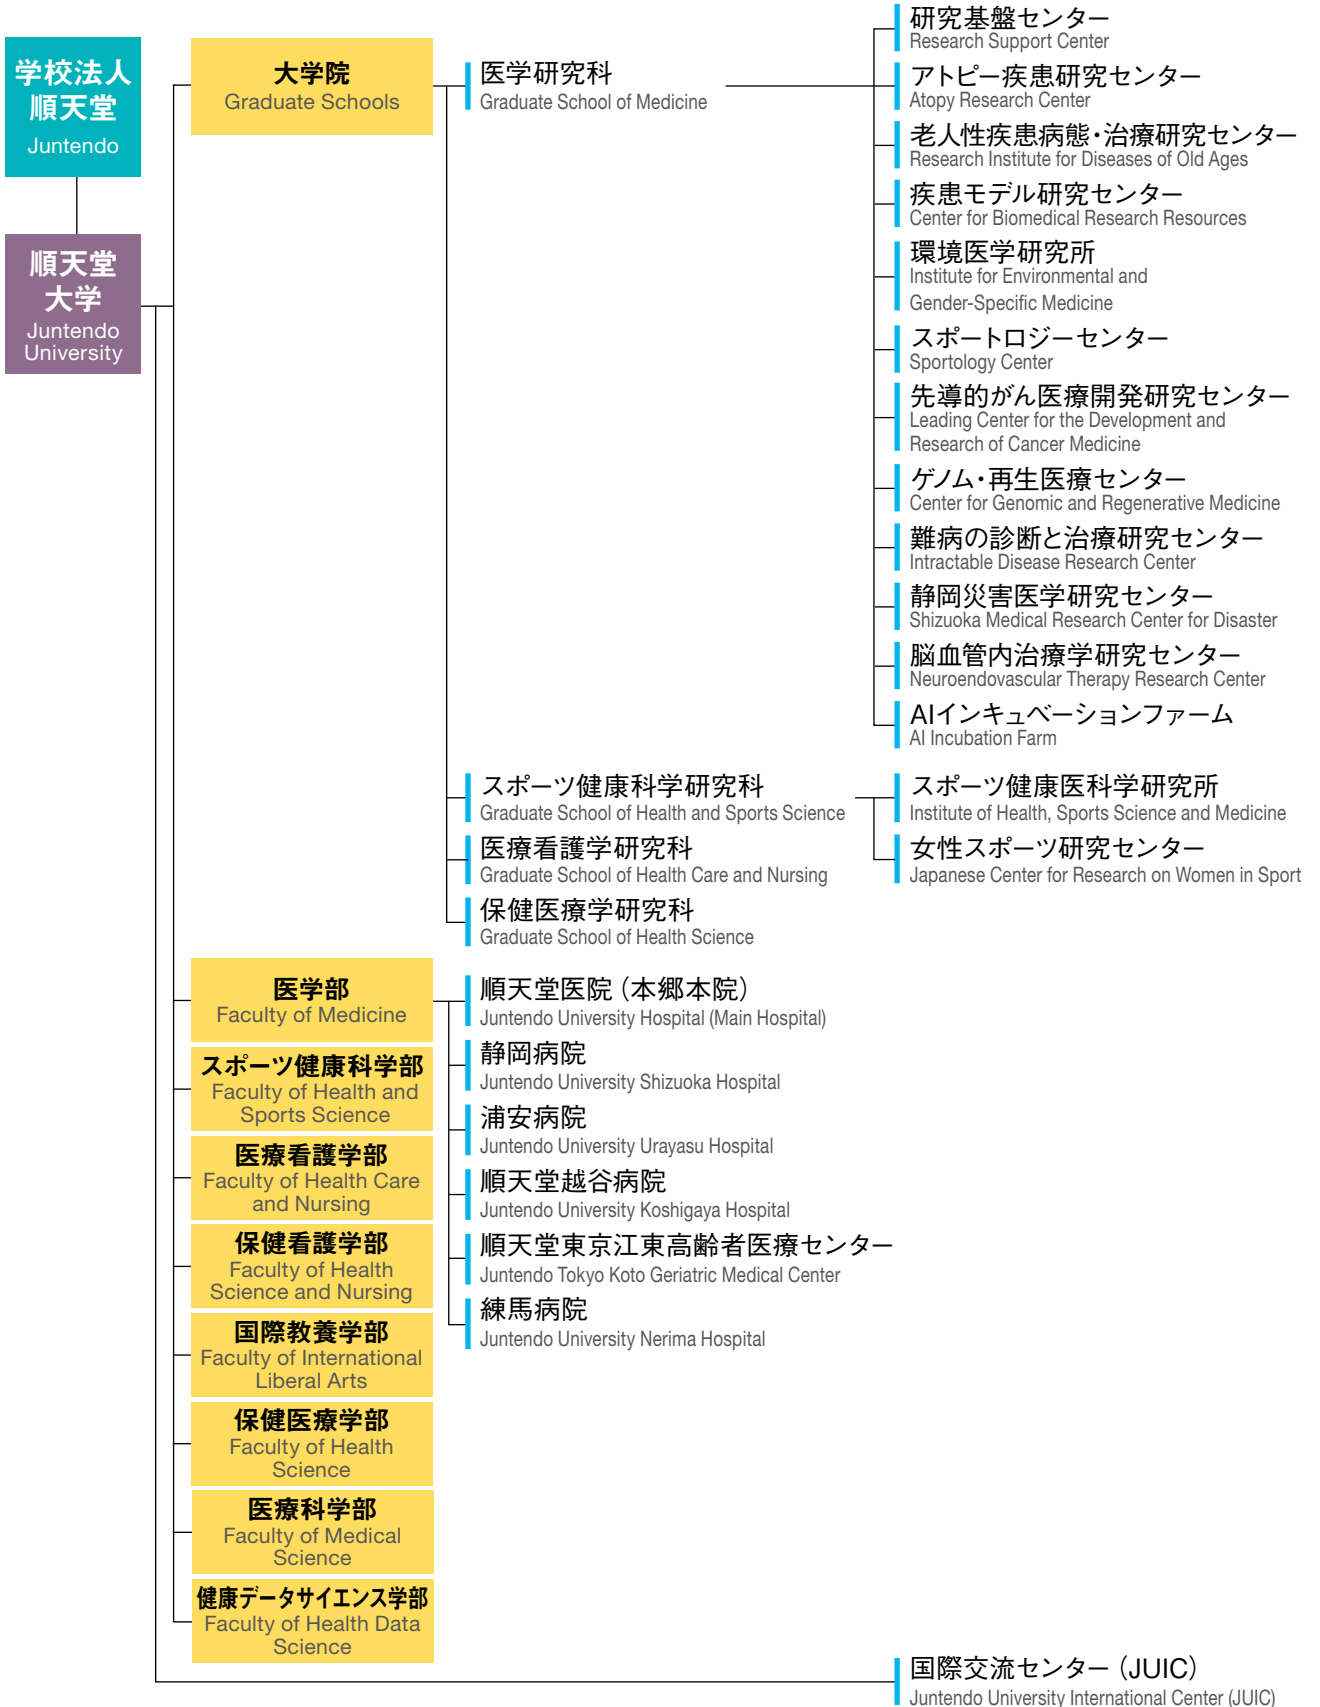 学校法人
順天堂
Juntendo
順天堂
大学
Juntendo
University
大学院
Graduate Schools
医学研究科
Graduate School of Medicine
研究基盤センター
Research Support Center
アトピー疾患研究センター
Atopy Research Center
老人性疾患病態・治療研究センター
Research Institute for Diseases of Old Ages
疾患モデル研究センター
Center for Biomedical Research Resources
環境医学研究所
Institute for Environmental and
Gender-Specific Medicine
スポートロジーセンター
Sportology Center
先導的がん医療開発研究センター
Leading Center for the Development and
Research of Cancer Medicine
ゲノム・再生医療センター
Center for Genomic and Regenerative Medicine
難病の診断と治療研究センター
Intractable Disease Research Center
静岡災害医学研究センター
Shizuoka Medical Research Center for Disaster
脳血管内治療学研究センター
Neuroendovascular Therapy Research Center
AIインキュベーションファーム
AI Incubation Farm
スポーツ健康科学研究科
Graduate School of Health and Sports Science
スポーツ健康医科学研究所
Institute of Health, Sports Science and Medicine
女性スポーツ研究センター
Japanese Center for Research on Women in Sport
医療看護学研究科
Graduate School of Health Care and Nursing
保健医療学研究科
Graduate School of Health Science
医学部
Faculty of Medicine
順天堂医院（本郷本院）
Juntendo University Hospital (Main Hospital)
静岡病院
Juntendo University Shizuoka Hospital
浦安病院
Juntendo University Urayasu Hospital
順天堂越谷病院
Juntendo University Koshigaya Hospital
順天堂東京江東高齢者医療センター
Juntendo Tokyo Koto Geriatric Medical Center
練馬病院
Juntendo University Nerima Hospital
スポーツ健康科学部
Faculty of Health and
Sports Science
医療看護学部
Faculty of Health Care
and Nursing
保健看護学部
Faculty of Health
Science and Nursing
国際教養学部
Faculty of International
Liberal Arts
保健医療学部
Faculty of Health
Science
医療科学部
Faculty of Medical
Science
健康データサイエンス学部
Faculty of Health Data
Science
国際交流センター（JUIC）
Juntendo University International Center (JUIC)